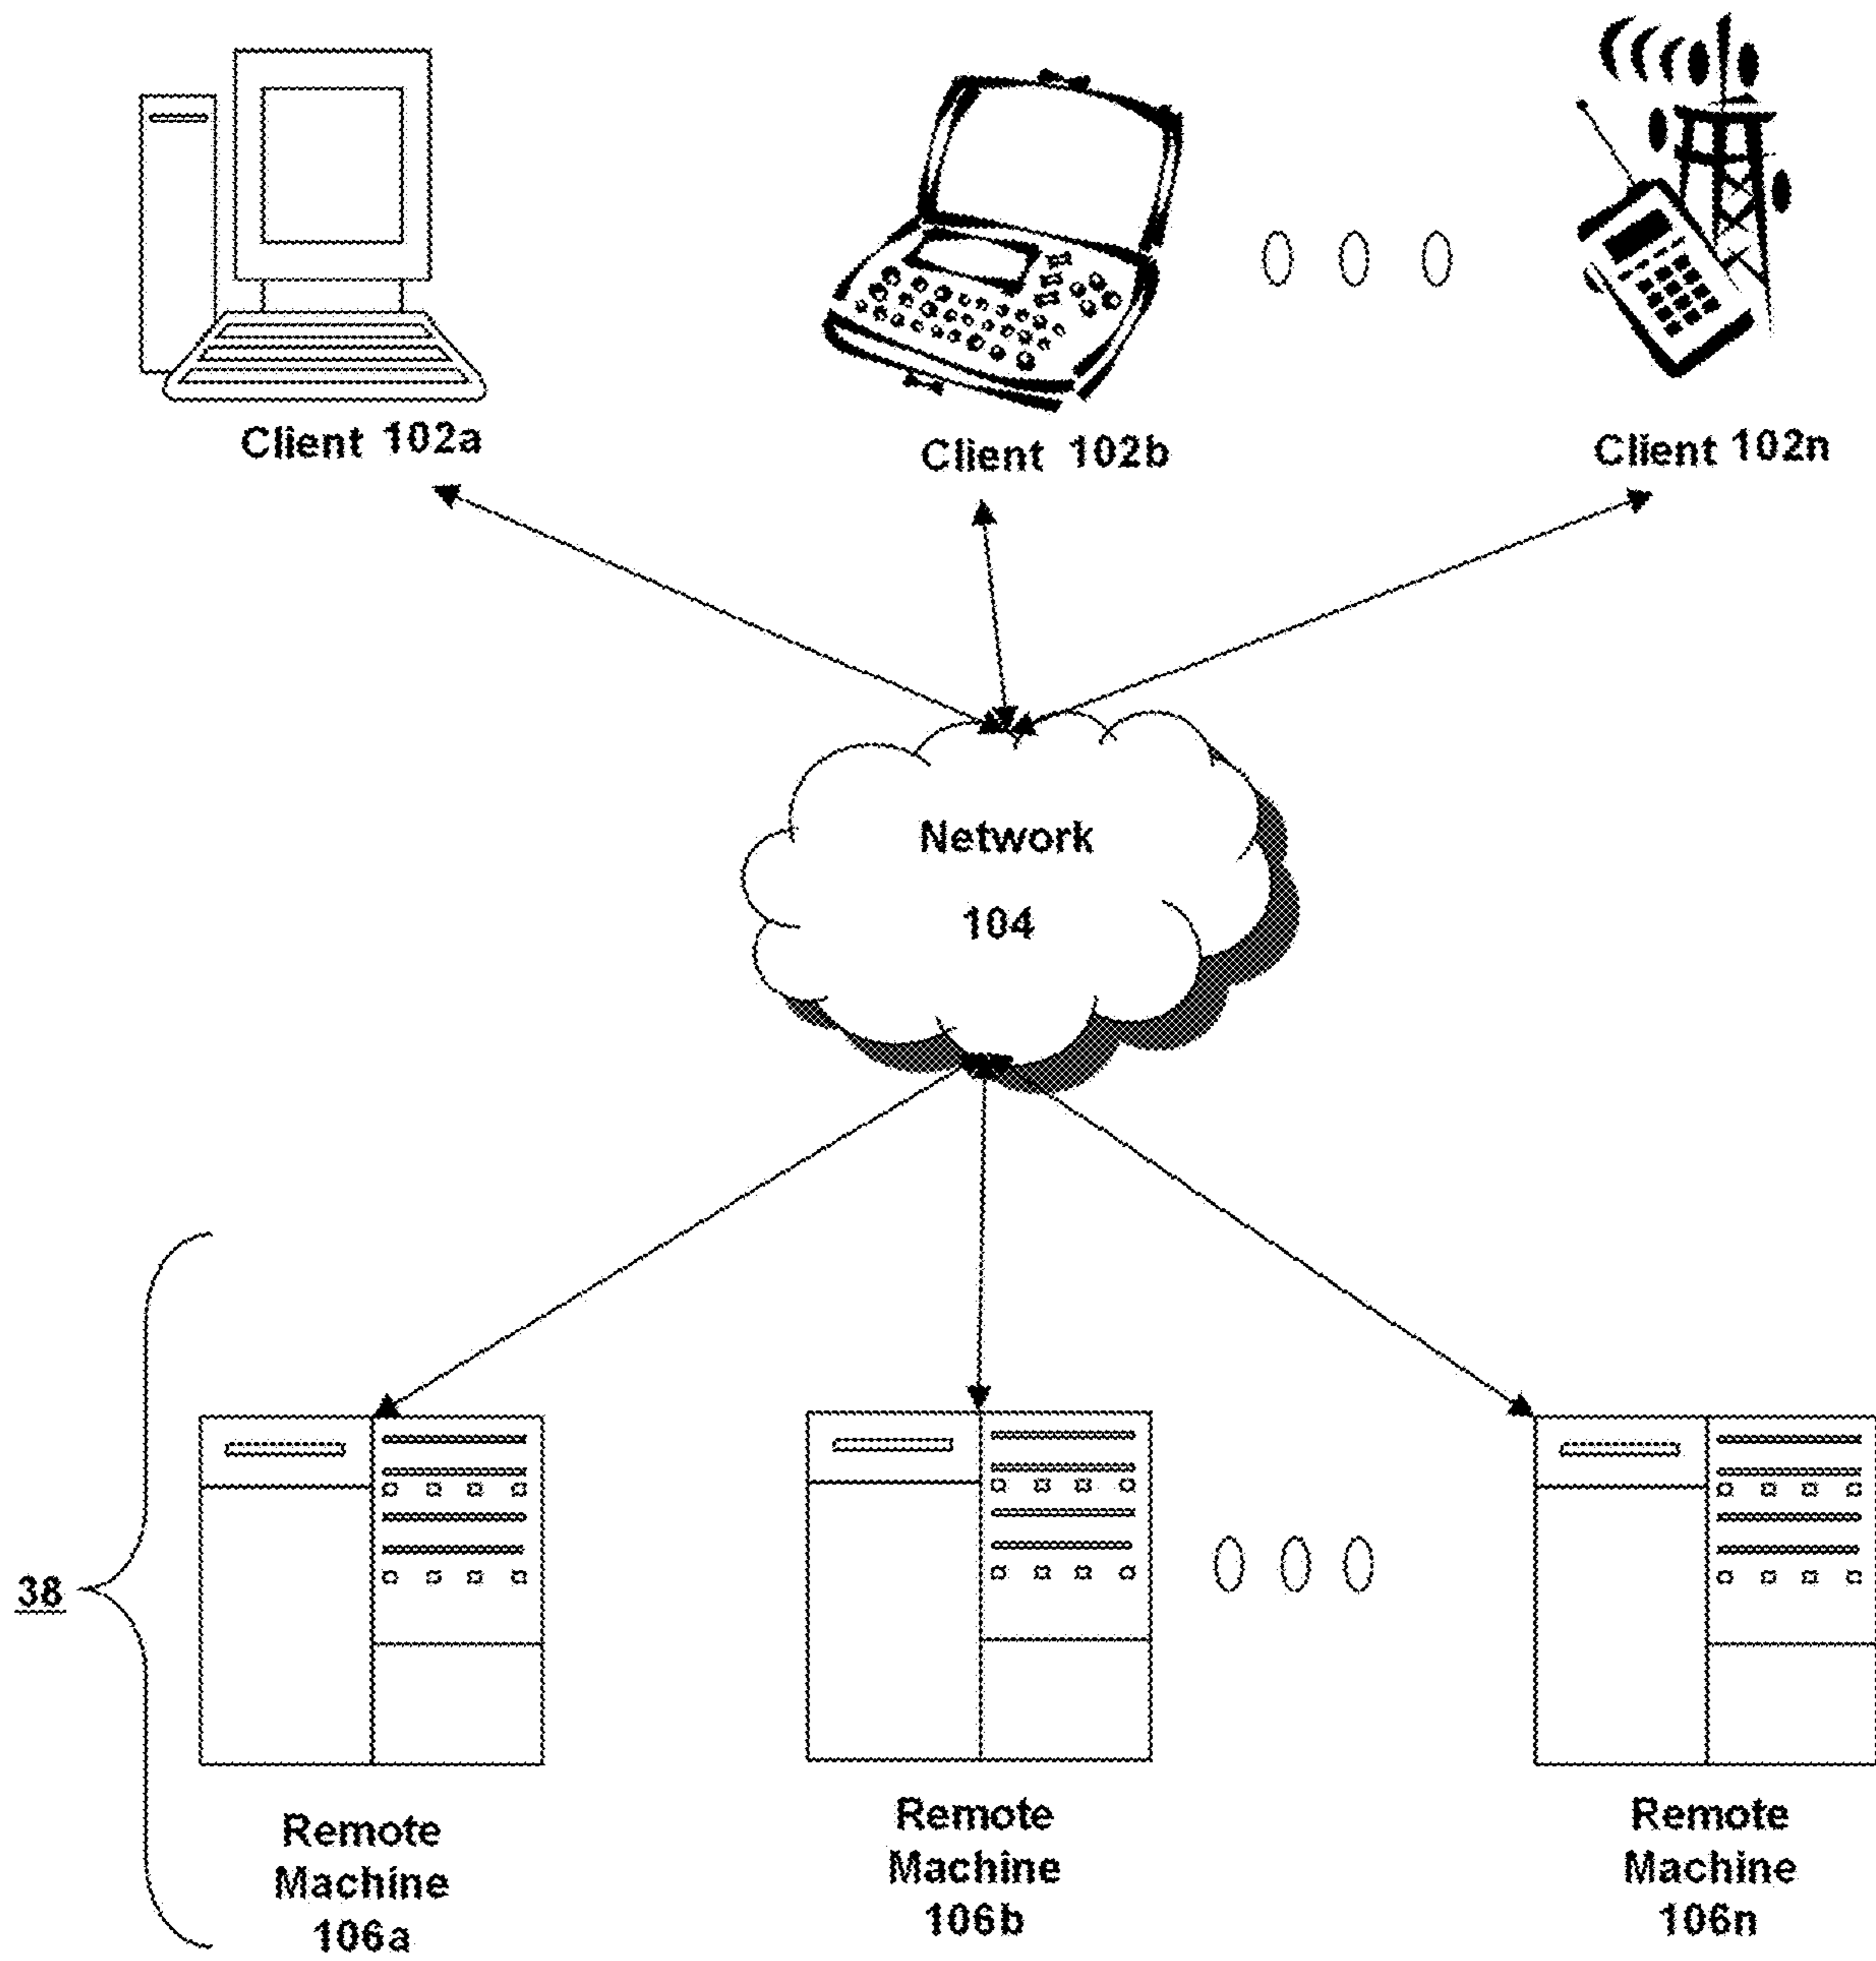 Client 102a
Client 102b
Client 102n
Network
104
38
Remote
Machine
106a
Remote
Machine
106b
Remote
Machine
106n